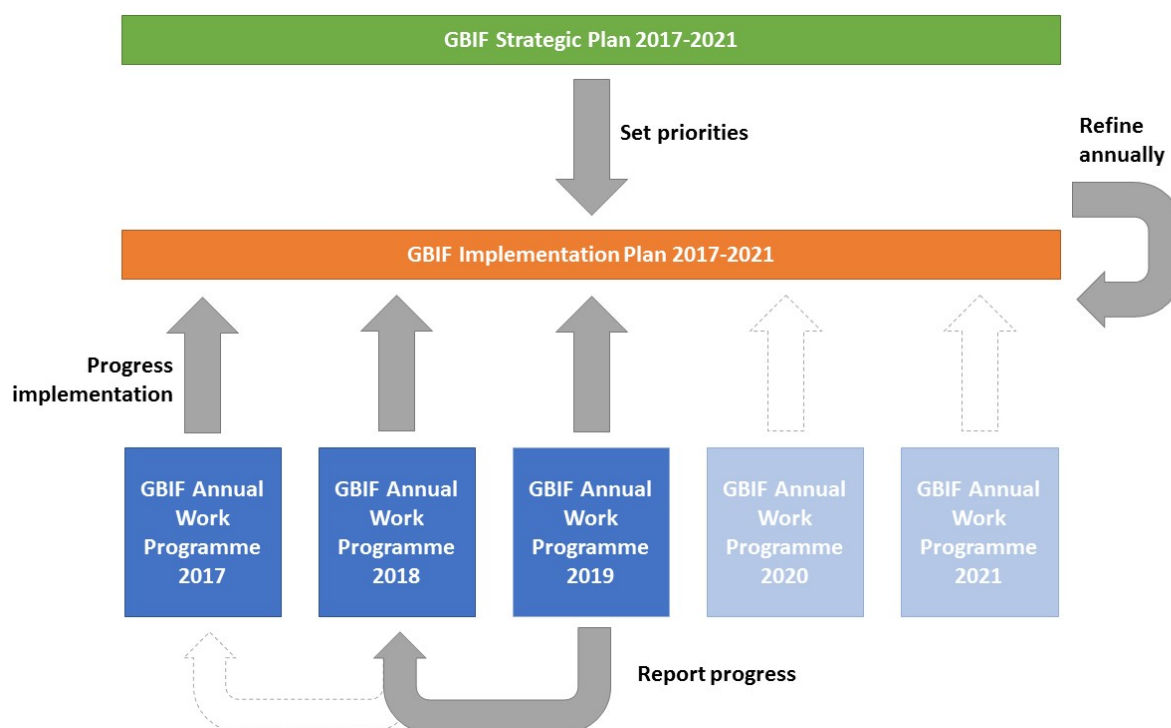 GBIF Strategic Plan 2017-2021
Set priorities
Refine
annually
GBIF Implementation Plan 2017-2021
Progress
implementation
GBIF Annual
Work
Programme
2017
GBIF Annual
Work
Programme
2018
GBIF Annual
Work
Programme
2019
GBIF Annual
Work
Programme
2020
GBIF Annual
Work
Programme
2021
Report progress